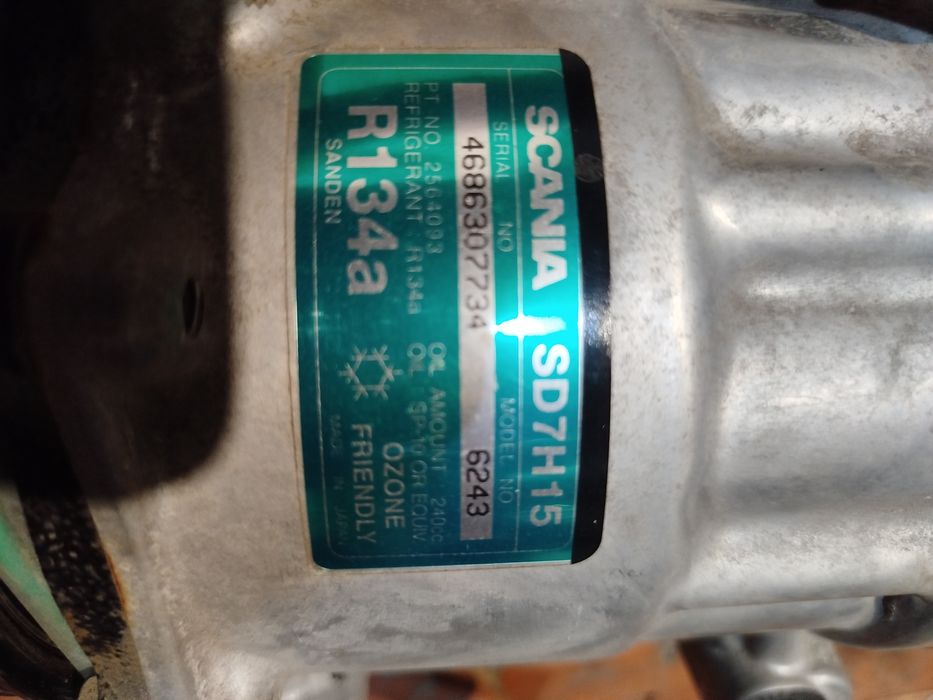 SCANIA SD7H15
SERIAL NO MODEL NO
4686307734 6243
PT NO. 2564093 OIL AMOUNT : 240cc
REFRIGERANT : R134a OIL SP-10 OR EQUIV
R134a OZONE FRIENDLY
SANDEN MADE IN JAPAN